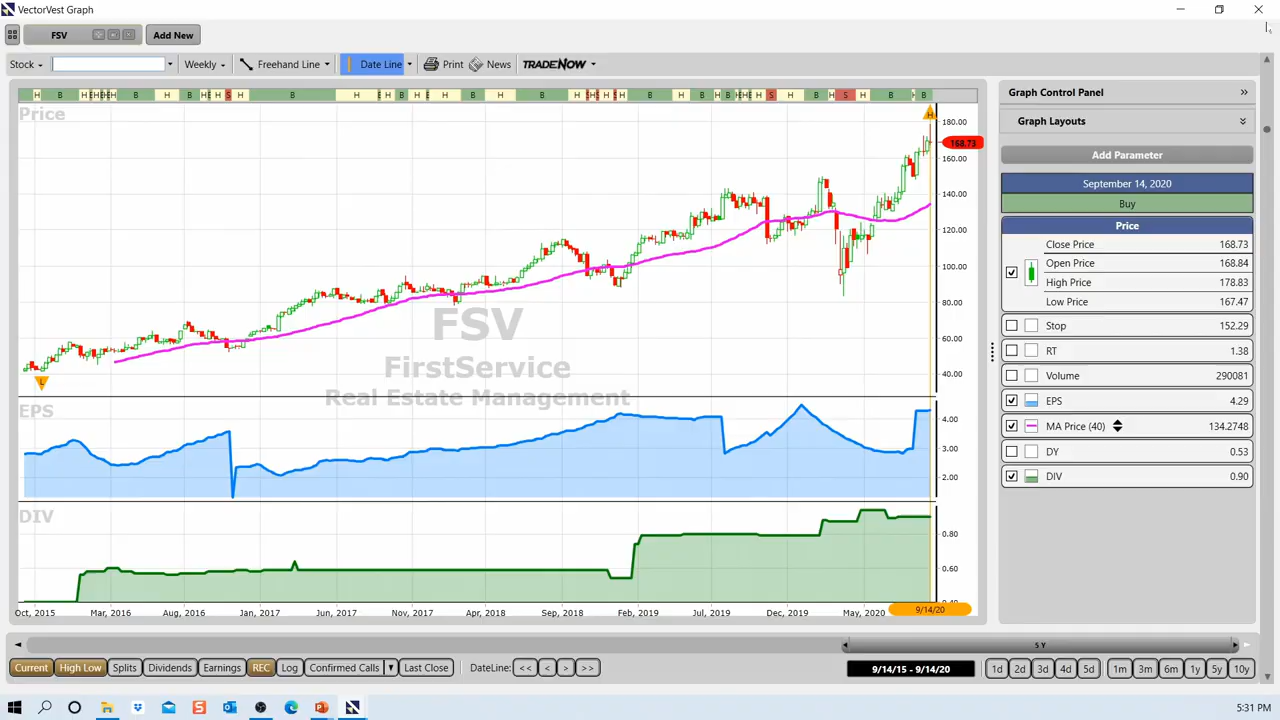 VectorVest Graph
FSV Add New
Stock Weekly Freehand Line Date Line Print News TRADENOW
H B H H B H B H S H B H H B H E B H B H S H S H B H B H S H B S H B B
Price
H
180.00
168.73
160.00
140.00
120.00
100.00
80.00
60.00
40.00
L
FSV
FirstService
Real Estate Management
EPS
4.00
3.00
2.00
DIV
0.80
0.60
0.40
Oct, 2015 Mar, 2016 Aug, 2016 Jan, 2017 Jun, 2017 Nov, 2017 Apr, 2018 Sep, 2018 Feb, 2019 Jul, 2019 Dec, 2019 May, 2020 9/14/20
Graph Control Panel
Graph Layouts
Add Parameter
September 14, 2020
Buy
Price
Close Price 168.73
Open Price 168.84
High Price 178.83
Low Price 167.47
Stop 152.29
RT 1.38
Volume 290081
EPS 4.29
MA Price (40) 134.2748
DY 0.53
DIV 0.90
5 Y
Current High Low Splits Dividends Earnings REC Log Confirmed Calls Last Close DateLine: << < > >> 9/14/15 - 9/14/20 1d 2d 3d 4d 5d 1m 3m 6m 1y 5y 10y
5:31 PM